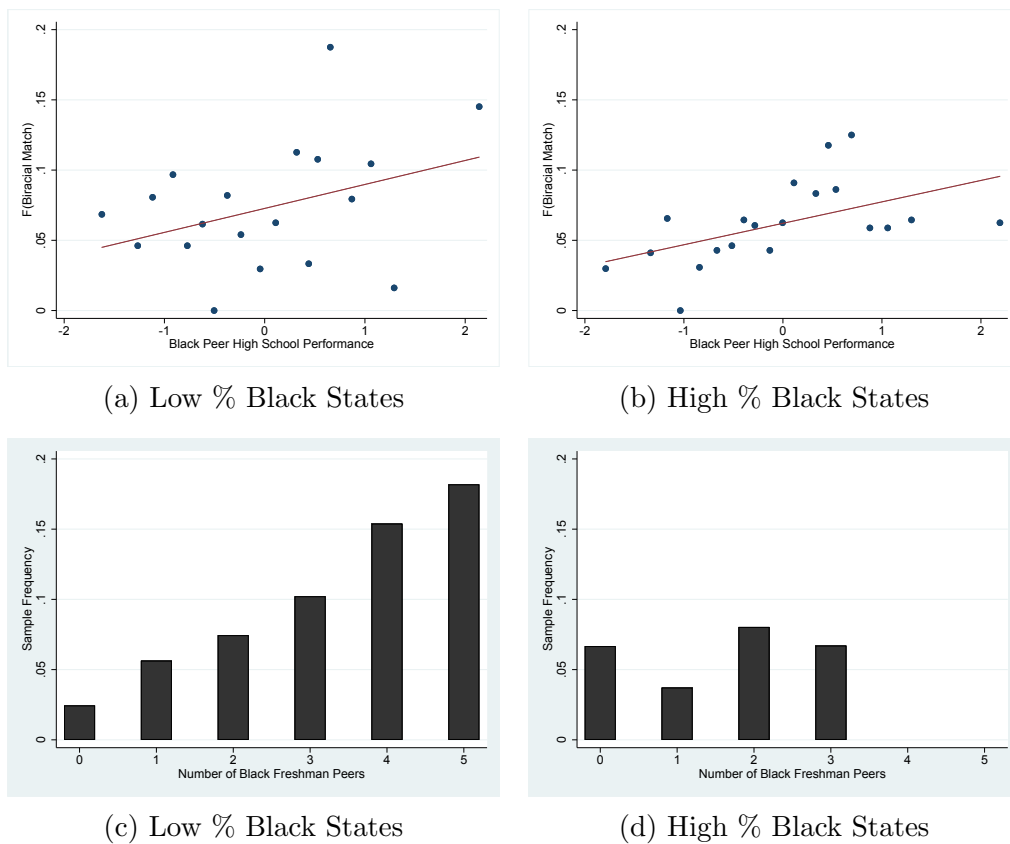 F(Biracial Match)
0 .05 .1 .15 .2
-2 -1 0 1 2
Black Peer High School Performance
(a) Low % Black States
F(Biracial Match)
0 .05 .1 .15 .2
-2 -1 0 1 2
Black Peer High School Performance
(b) High % Black States
Sample Frequency
0 .05 .1 .15 .2
0 1 2 3 4 5
Number of Black Freshman Peers
(c) Low % Black States
Sample Frequency
0 .05 .1 .15 .2
0 1 2 3 4 5
Number of Black Freshman Peers
(d) High % Black States